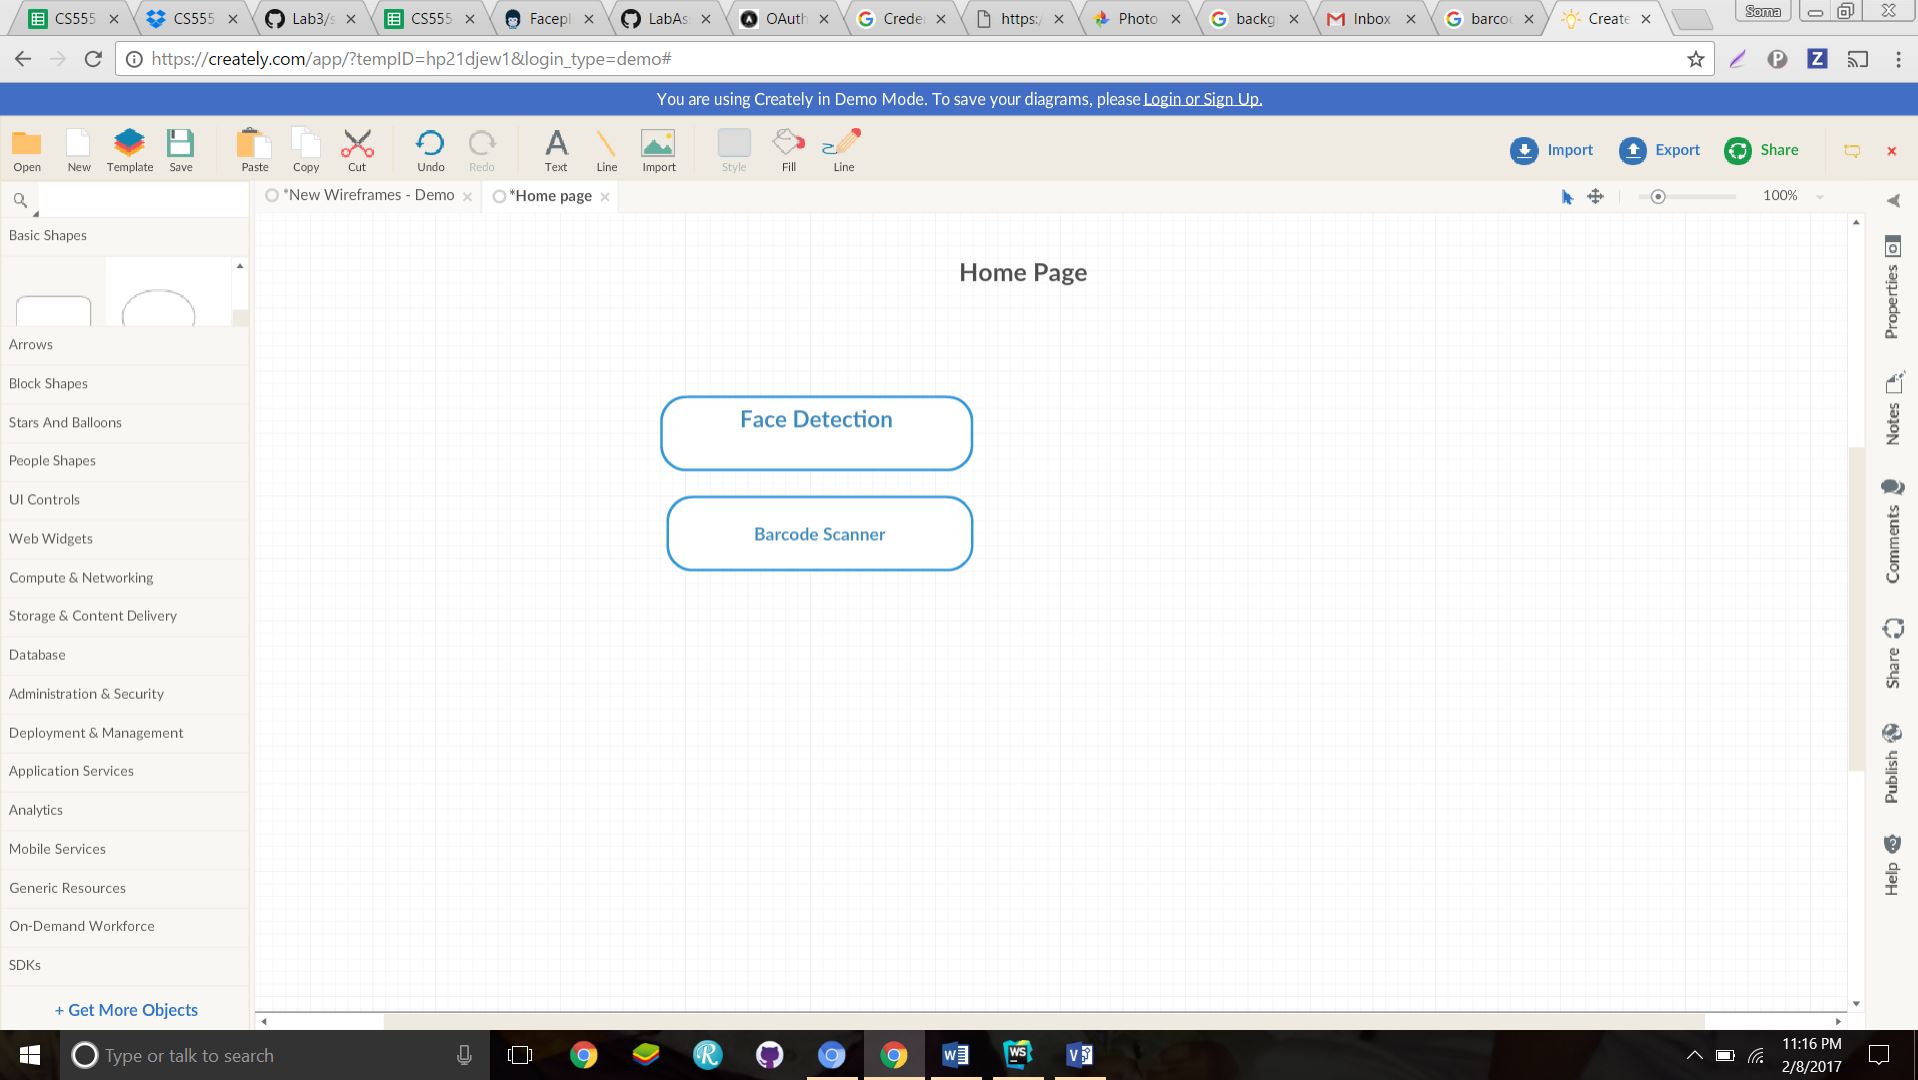 CS555
CS555
Lab3/s
CS555
Facepl
LabAs
OAuth
Creder
https:/
Photo
backg
Inbox
barcod
Create
Soma
https://creately.com/app/?tempID=hp21djew1&login_type=demo#
You are using Creately in Demo Mode. To save your diagrams, please Login or Sign Up.
Open New Template Save Paste Copy Cut Undo Redo Text Line Import Style Fill Line
Import Export Share
*New Wireframes - Demo
*Home page
100%
Basic Shapes
Arrows
Block Shapes
Stars And Balloons
People Shapes
UI Controls
Web Widgets
Compute & Networking
Storage & Content Delivery
Database
Administration & Security
Deployment & Management
Application Services
Analytics
Mobile Services
Generic Resources
On-Demand Workforce
SDKs
+ Get More Objects
Home Page
Face Detection
Barcode Scanner
Properties
Notes
Comments
Share
Publish
Help
Type or talk to search
11:16 PM
2/8/2017